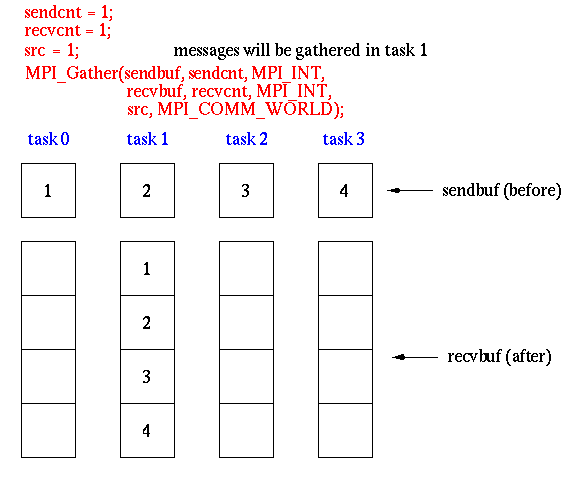 sendcnt = 1;
recvcnt = 1;
src = 1; messages will be gathered in task 1
MPI_Gather(sendbuf, sendcnt, MPI_INT,
recvbuf, recvcnt, MPI_INT,
src, MPI_COMM_WORLD);
task 0 task 1 task 2 task 3
1 2 3 4 sendbuf (before)
1
2
3
recvbuf (after)
4